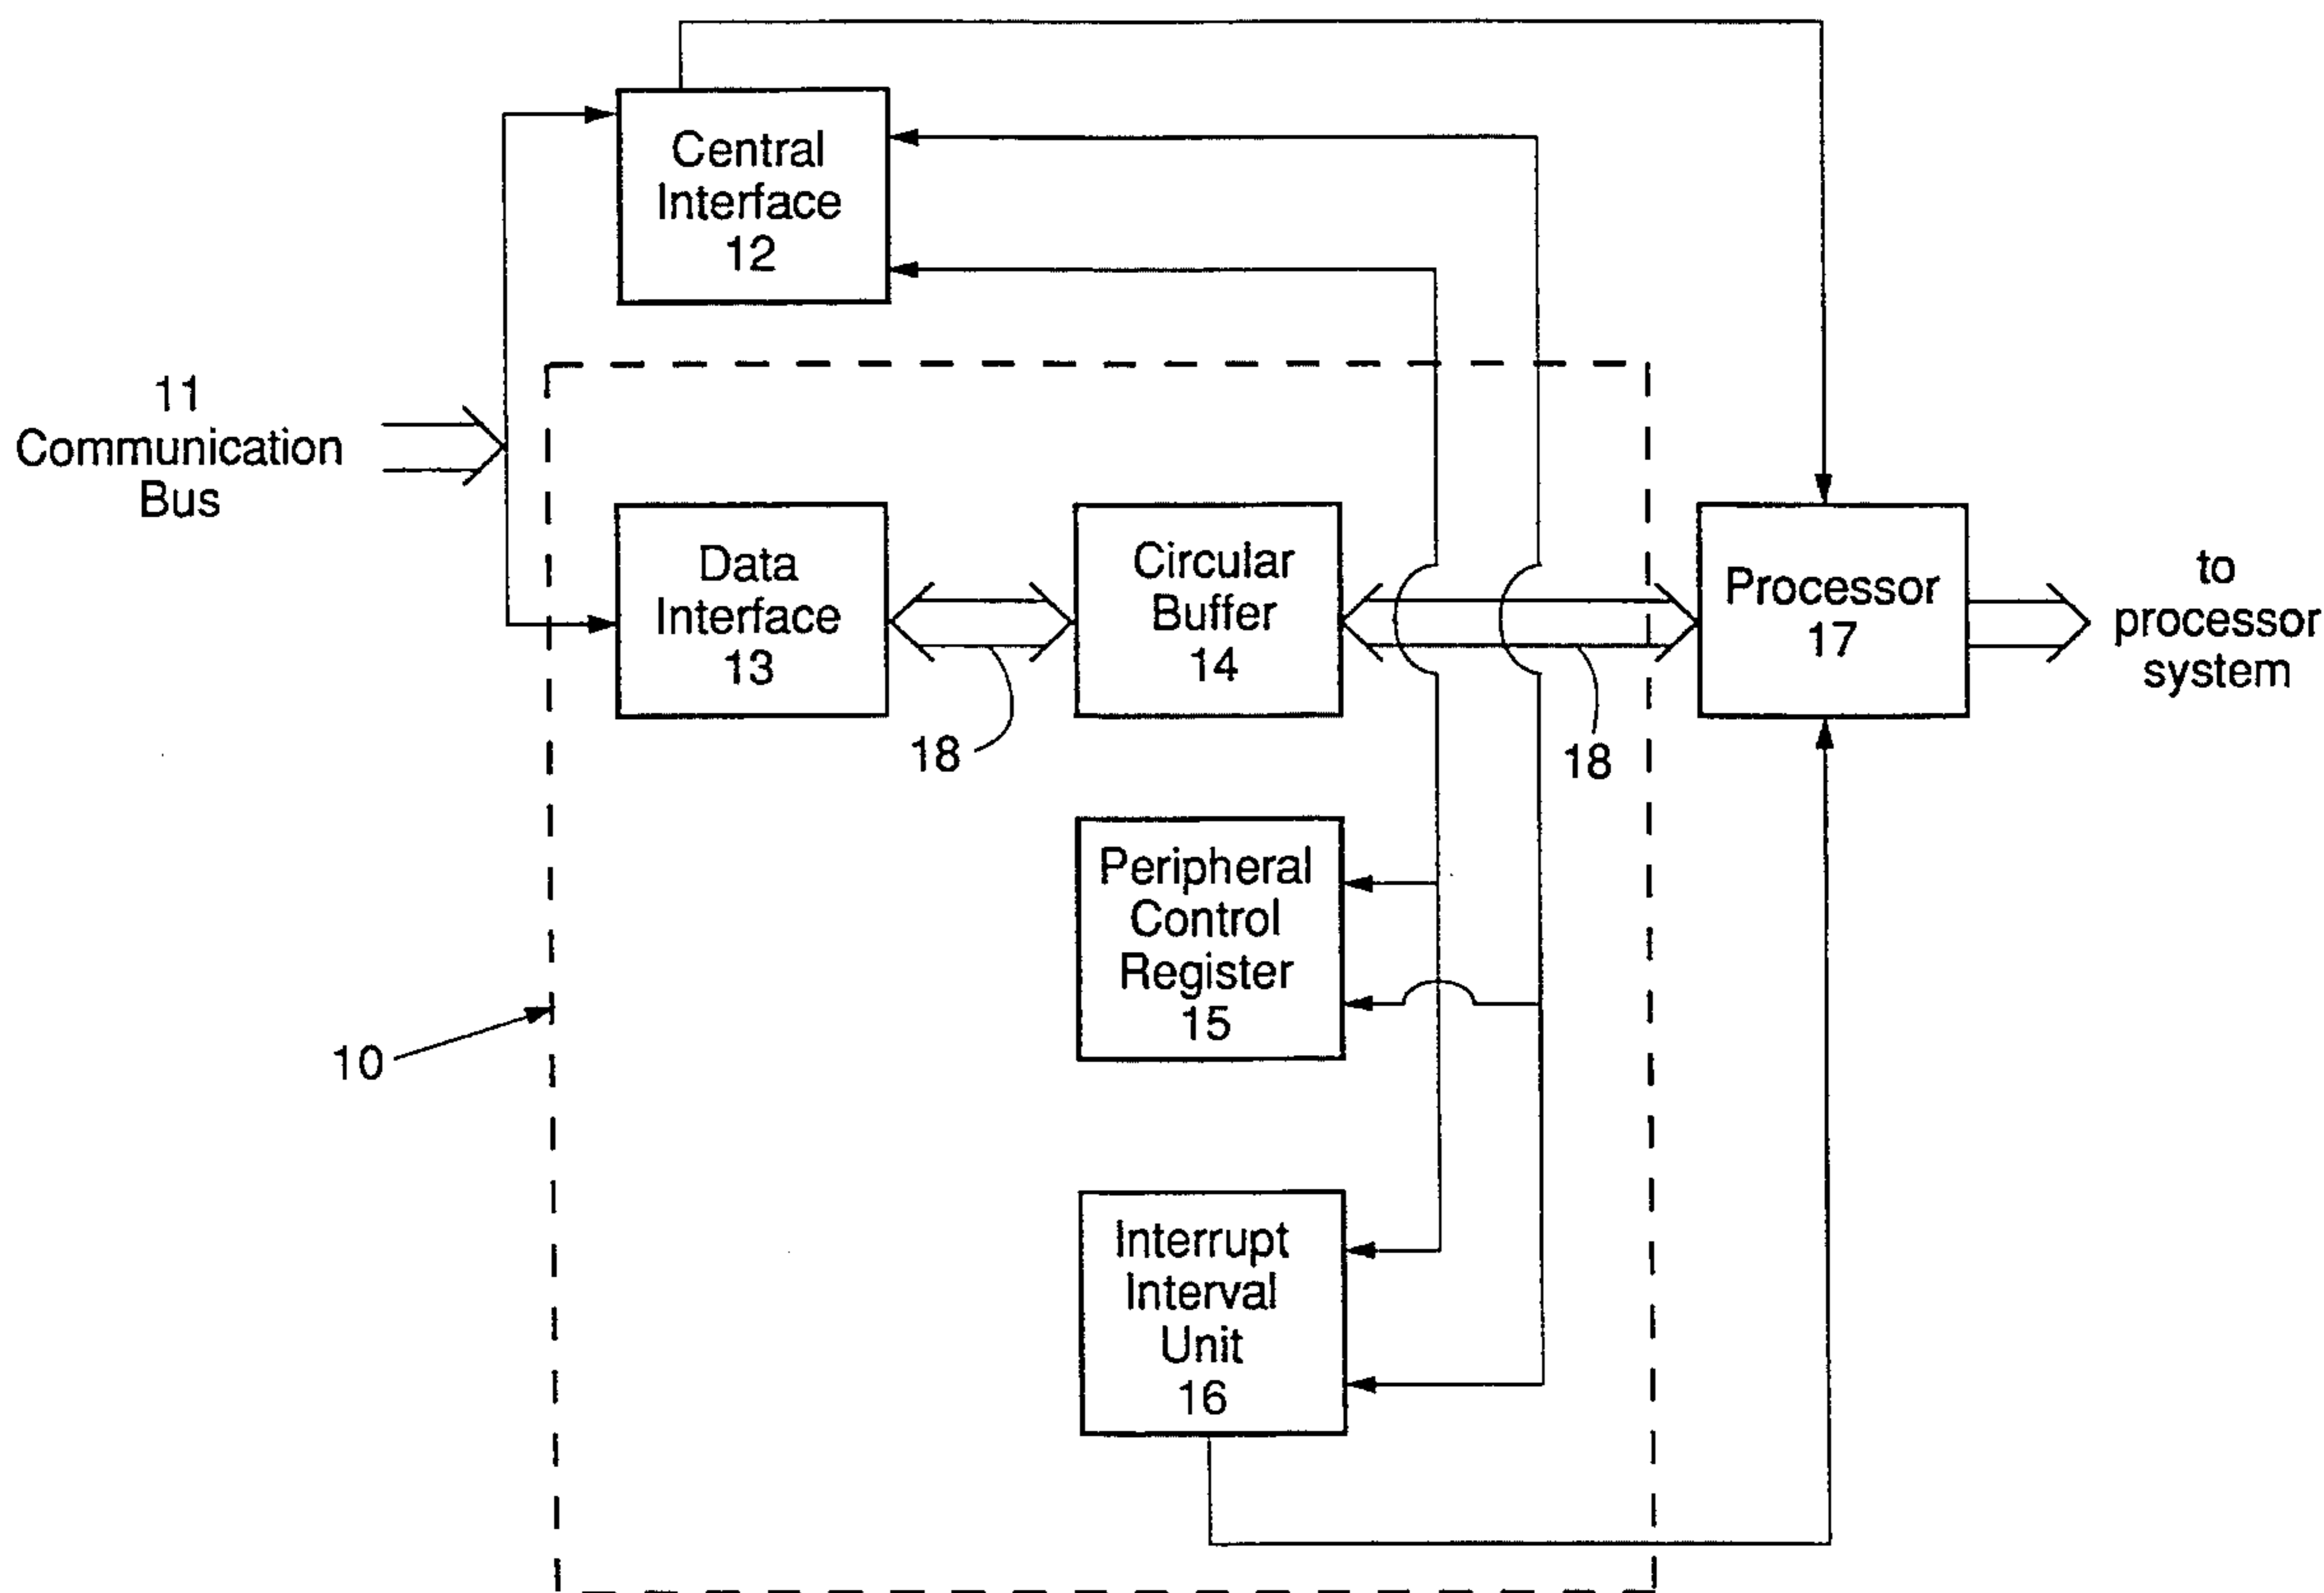 Central
Interface
12
11
Communication
Bus
Data
Interface
13
Circular
Buffer
14
Processor
17
to
processor
system
18
18
Peripheral
Control
Register
15
10
Interrupt
Interval
Unit
16